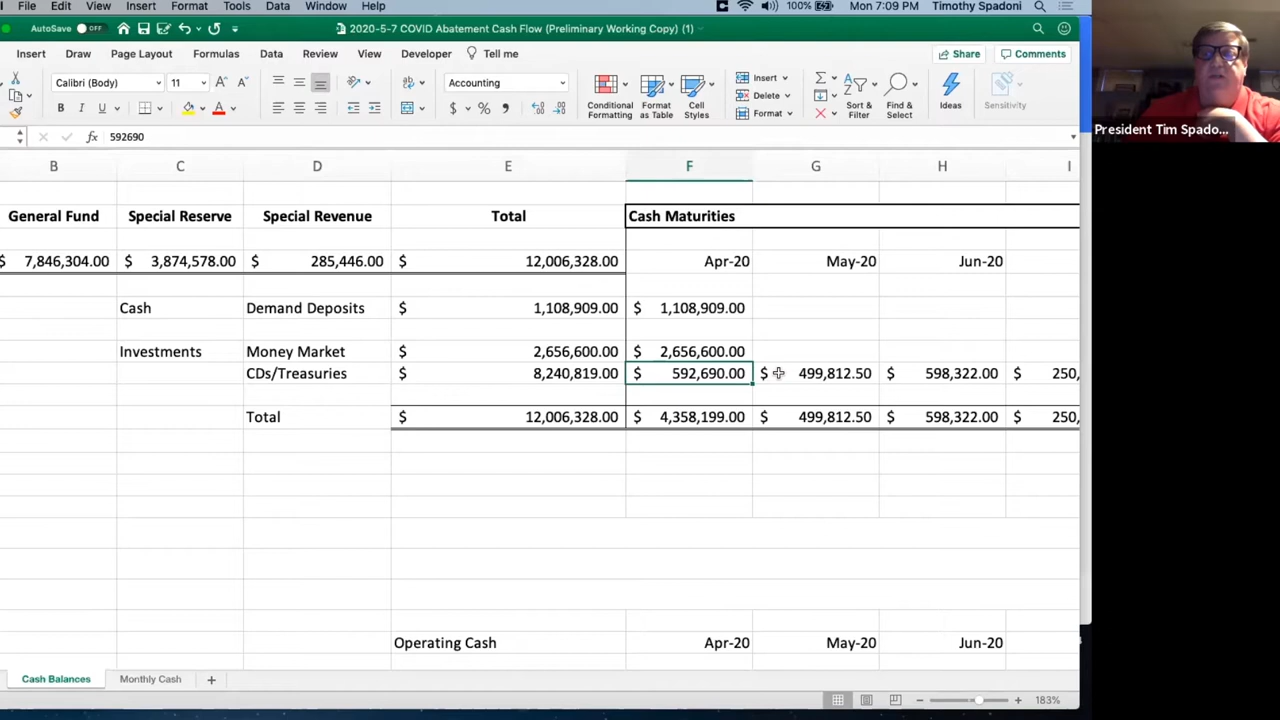 File Edit View Insert Format Tools Data Window Help 100% Mon 7:09 PM Timothy Spadoni
AutoSave OFF 2020-5-7 COVID Abatement Cash Flow (Preliminary Working Copy) (1)
Insert Draw Page Layout Formulas Data Review View Developer Tell me Share Comments
Calibri (Body) 11 Accounting Insert
Delete
Format
B I U $ % Conditional Formatting Format as Table Cell Styles Sort & Filter Find & Select Ideas Sensitivity
President Tim Spado...
fx 592690
B C D E F G H I
General Fund Special Reserve Special Revenue Total Cash Maturities
$ 7,846,304.00 $ 3,874,578.00 $ 285,446.00 $ 12,006,328.00 Apr-20 May-20 Jun-20
Cash Demand Deposits $ 1,108,909.00 $ 1,108,909.00
Investments Money Market $ 2,656,600.00 $ 2,656,600.00
CDs/Treasuries $ 8,240,819.00 $ 592,690.00 $ 499,812.50 $ 598,322.00 $ 250,
Total $ 12,006,328.00 $ 4,358,199.00 $ 499,812.50 $ 598,322.00 $ 250,
Operating Cash Apr-20 May-20 Jun-20
Cash Balances Monthly Cash +
183%